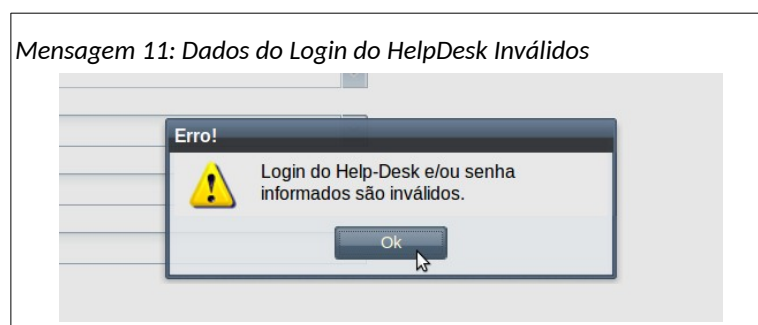 Mensagem 11: Dados do Login do HelpDesk Inválidos
Erro!
Login do Help-Desk e/ou senha
informados são inválidos.
Ok